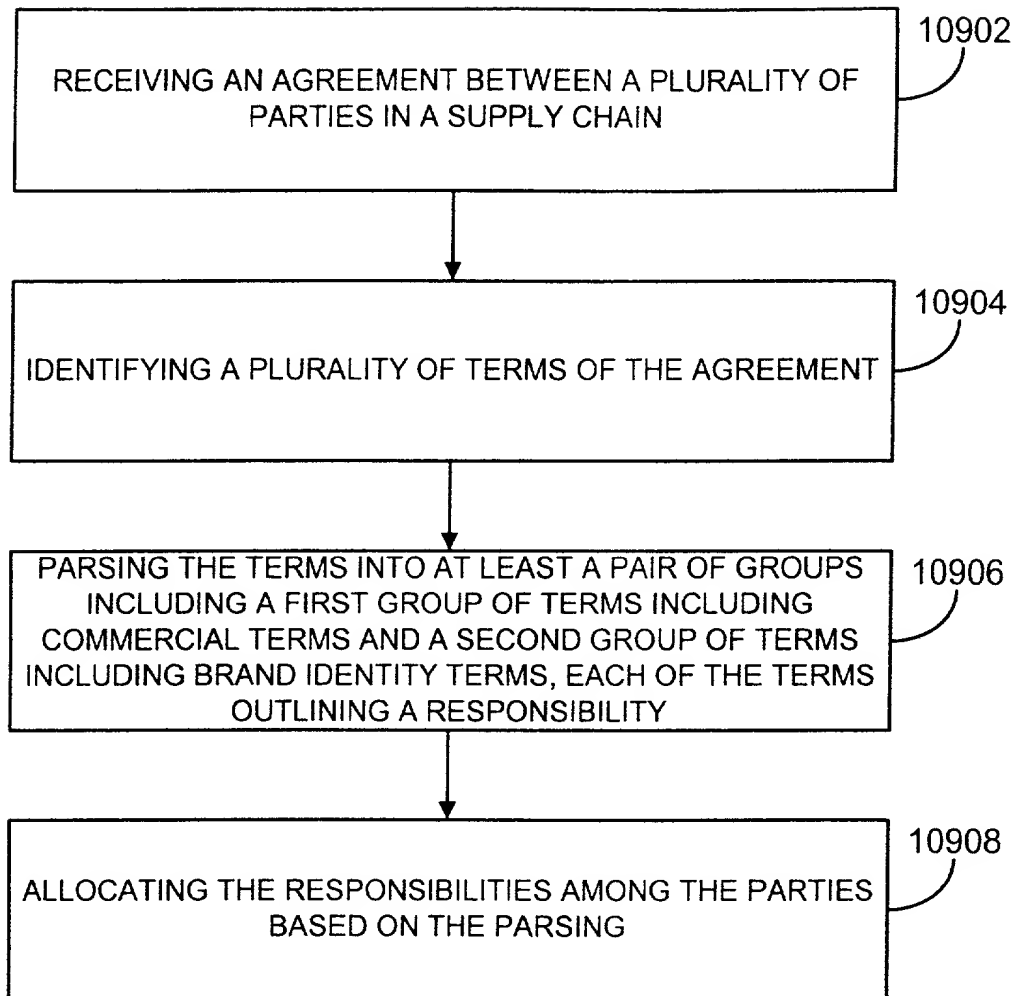 10902
RECEIVING AN AGREEMENT BETWEEN A PLURALITY OF
PARTIES IN A SUPPLY CHAIN
10904
IDENTIFYING A PLURALITY OF TERMS OF THE AGREEMENT
10906
PARSING THE TERMS INTO AT LEAST A PAIR OF GROUPS
INCLUDING A FIRST GROUP OF TERMS INCLUDING
COMMERCIAL TERMS AND A SECOND GROUP OF TERMS
INCLUDING BRAND IDENTITY TERMS, EACH OF THE TERMS
OUTLINING A RESPONSIBILITY
10908
ALLOCATING THE RESPONSIBILITIES AMONG THE PARTIES
BASED ON THE PARSING